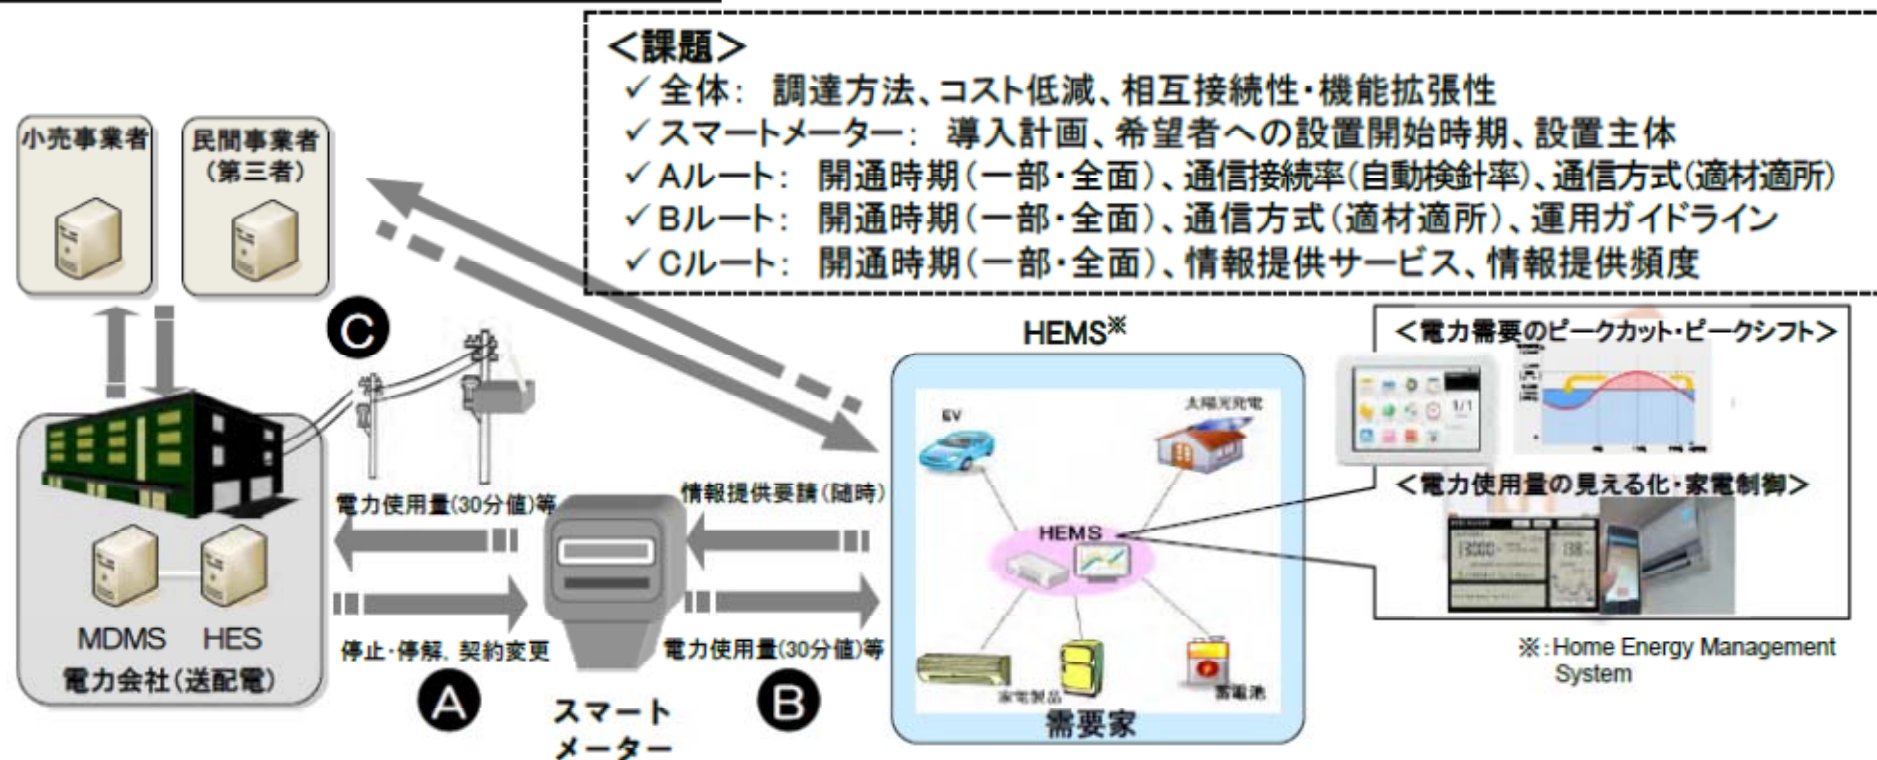 ＜課題＞
✓全体： 調達方法、コスト低減、相互接続性・機能拡張性
✓スマートメーター： 導入計画、希望者への設置開始時期、設置主体
✓Aルート： 開通時期(一部・全面)、通信接続率(自動検針率)、通信方式(適材適所)
✓Bルート： 開通時期(一部・全面)、通信方式(適材適所)、運用ガイドライン
✓Cルート： 開通時期(一部・全面)、情報提供サービス、情報提供頻度
小売事業者
民間事業者
(第三者)
C
HEMS※
＜電力需要のピークカット・ピークシフト＞
1/1
EV
太陽光発電
電力使用量(30分値)等
情報提供要請(随時)
＜電力使用量の見える化・家電制御＞
HEMS
MDMS
HES
電力会社(送配電)
停止・停解，契約変更
電力使用量(30分値)等
A
B
スマート
メーター
家電製品
蓄電池
需要家
※：Home Energy Management
System